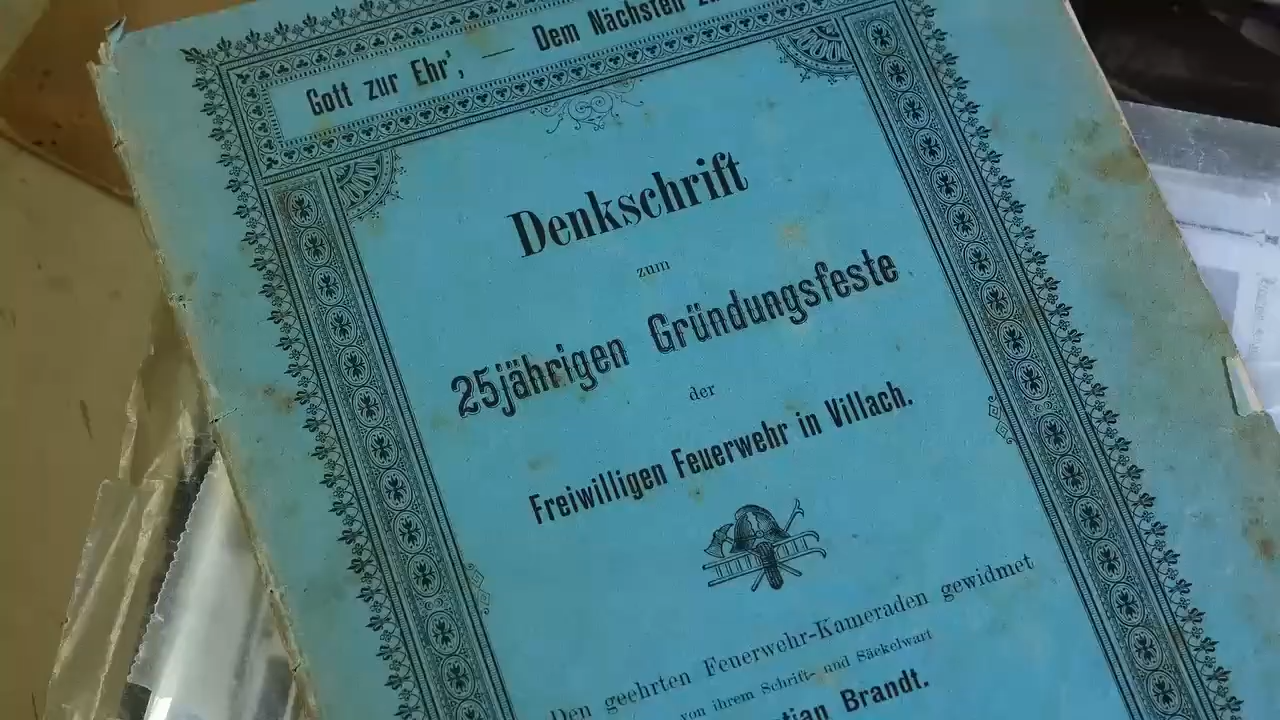 Gott zur Ehr', — Dem Nächsten
Denkschrift
zum
25jährigen Gründungsfeste
der
Freiwilligen Feuerwehr in Villach.
Den geehrten Feuerwehr-Kameraden gewidmet
von ihrem Schrift- und Säckelwart
Brandt.